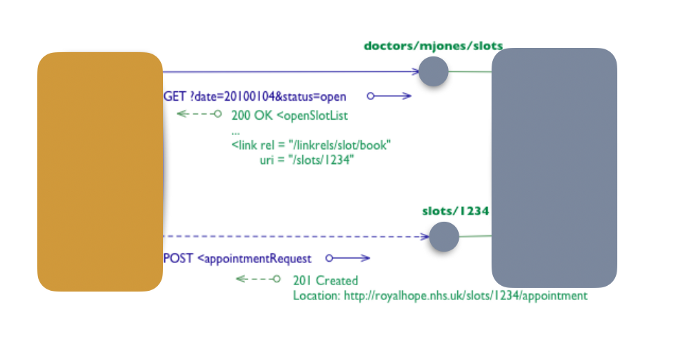 doctors/mjones/slots
GET ?date=20100104&status=open
200 OK <openSlotList
...
<link rel = "/linkrels/slot/book"
uri = "/slots/1234"
slots/1234
POST <appointmentRequest
201 Created
Location: http://royalhope.nhs.uk/slots/1234/appointment